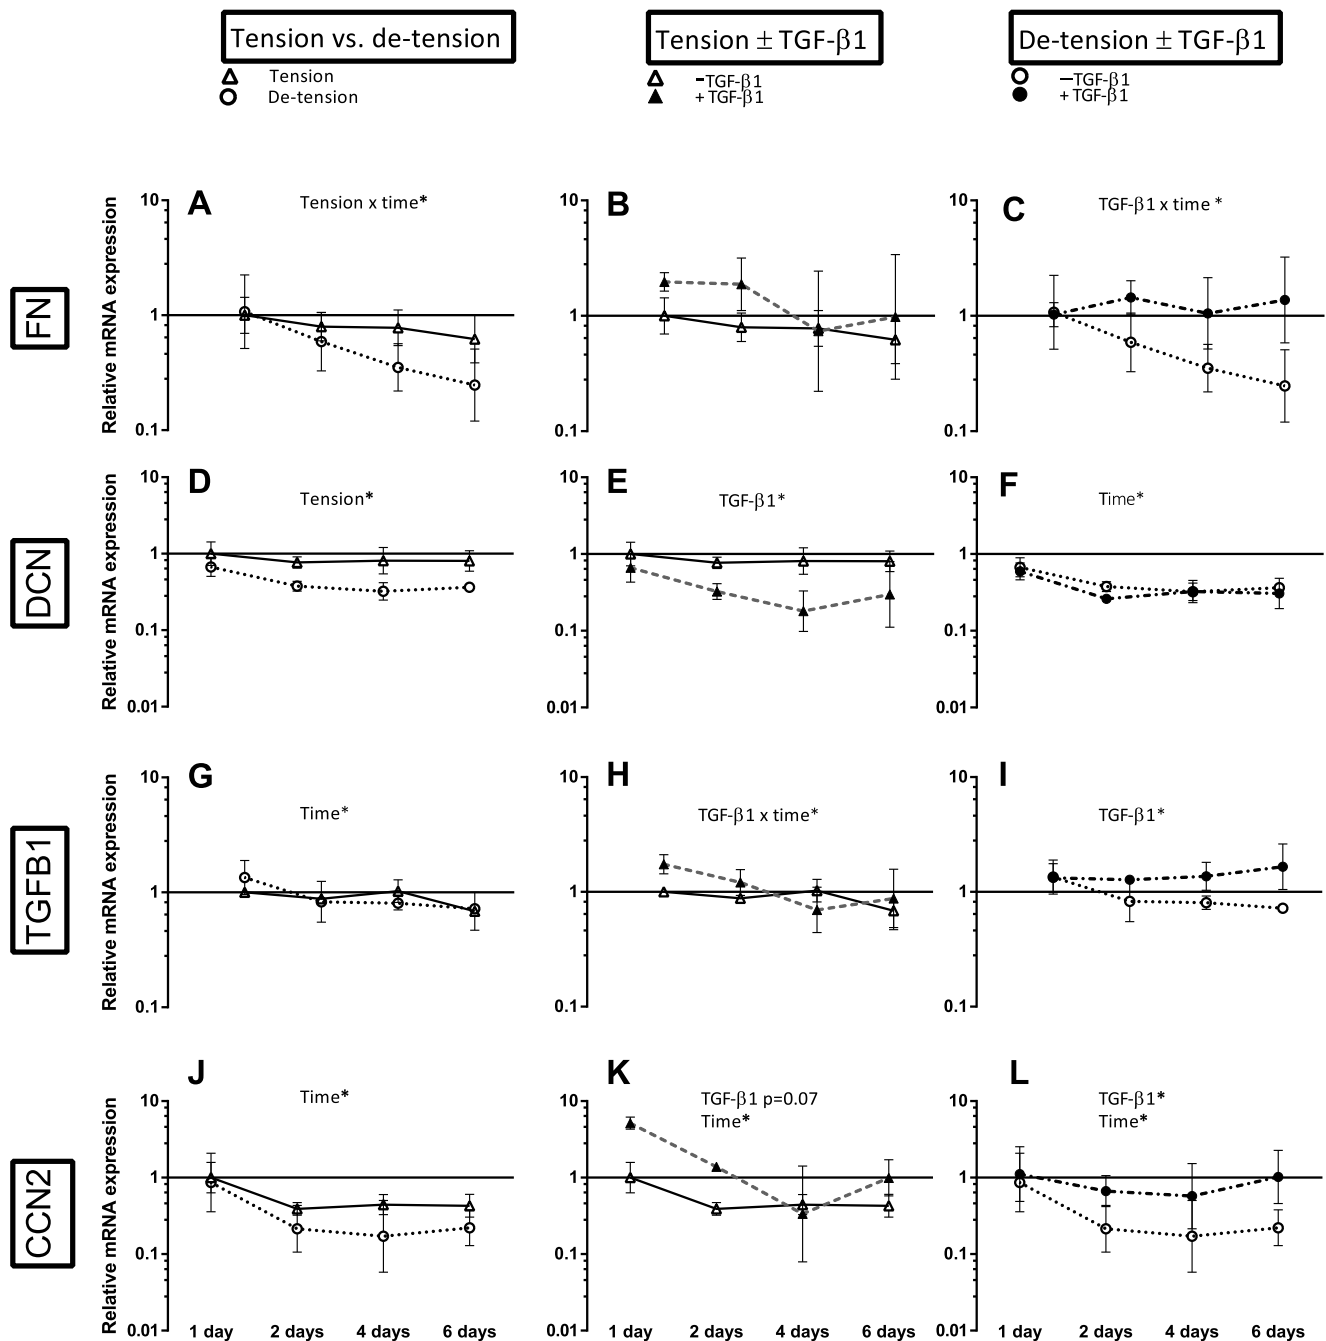 Tension vs. de-tension
Tension ± TGF-β1
De-tension ± TGF-β1
Tension
De-tension
-TGF-β1
+ TGF-β1
–TGF-β1
+ TGF-β1
FN
Relative mRNA expression
A
Tension x time*
10
1
0.1
B
10
1
0.1
C
TGF-β1 x time *
10
1
0.1
DCN
Relative mRNA expression
D
Tension*
10
1
0.1
0.01
E
TGF-β1*
10
1
0.1
0.01
F
Time*
10
1
0.1
0.01
TGFB1
Relative mRNA expression
G
Time*
10
1
0.1
H
TGF-β1 x time*
10
1
0.1
I
TGF-β1*
10
1
0.1
CCN2
Relative mRNA expression
J
Time*
10
1
0.1
0.01
1 day 2 days 4 days 6 days
K
TGF-β1 p=0.07
Time*
10
1
0.1
0.01
1 day 2 days 4 days 6 days
L
TGF-β1*
Time*
10
1
0.1
0.01
1 day 2 days 4 days 6 days